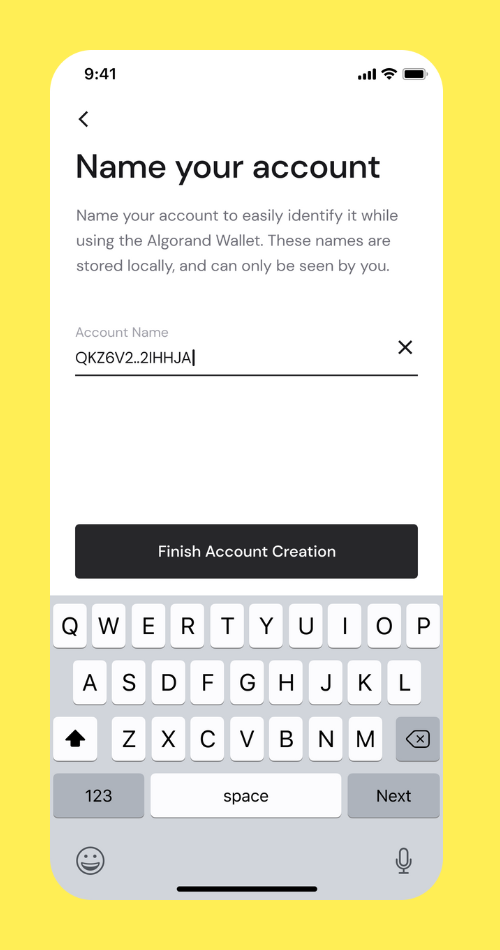 9:41
Name your account
Name your account to easily identify it while
using the Algorand Wallet. These names are
stored locally, and can only be seen by you.
Account Name
QKZ6V2..2IHHJA
Finish Account Creation
Q W E R T Y U I O P
A S D F G H J K L
Z X C V B N M
123 space Next